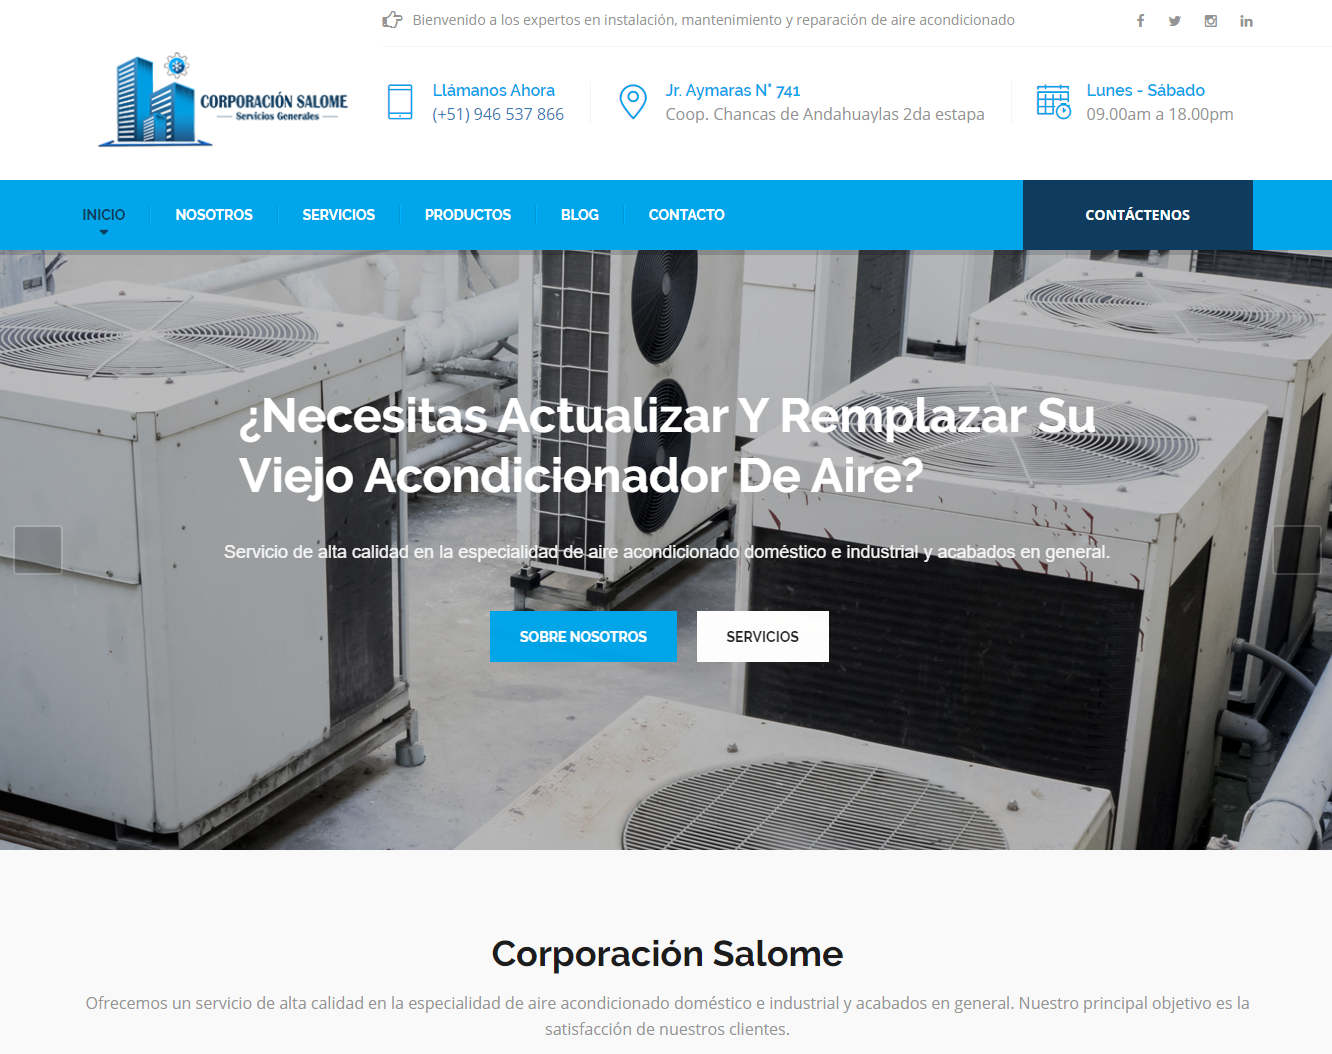 Bienvenido a los expertos en instalación, mantenimiento y reparación de aire acondicionado
CORPORACIÓN SALOME
Servicios Generales
Llámanos Ahora
(+51) 946 537 866
Jr. Aymaras N° 741
Coop. Chancas de Andahuaylas 2da estapa
Lunes - Sábado
09.00am a 18.00pm
INICIO
NOSOTROS
SERVICIOS
PRODUCTOS
BLOG
CONTACTO
CONTÁCTENOS
¿Necesitas Actualizar Y Remplazar Su
Viejo Acondicionador De Aire?
Servicio de alta calidad en la especialidad de aire acondicionado doméstico e industrial y acabados en general.
SOBRE NOSOTROS
SERVICIOS
Corporación Salome
Ofrecemos un servicio de alta calidad en la especialidad de aire acondicionado doméstico e industrial y acabados en general. Nuestro principal objetivo es la
satisfacción de nuestros clientes.